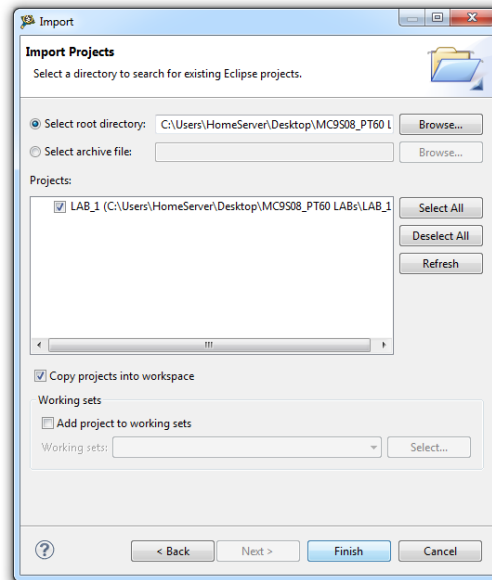 Import
Import Projects
Select a directory to search for existing Eclipse projects.
Select root directory: C:\Users\HomeServer\Desktop\MC9S08_PT60 L Browse...
Select archive file: Browse...
Projects:
LAB_1 (C:\Users\HomeServer\Desktop\MC9S08_PT60 LABs\LAB_1 Select All
Deselect All
Refresh
Copy projects into workspace
Working sets
Add project to working sets
Working sets: Select...
? < Back Next > Finish Cancel